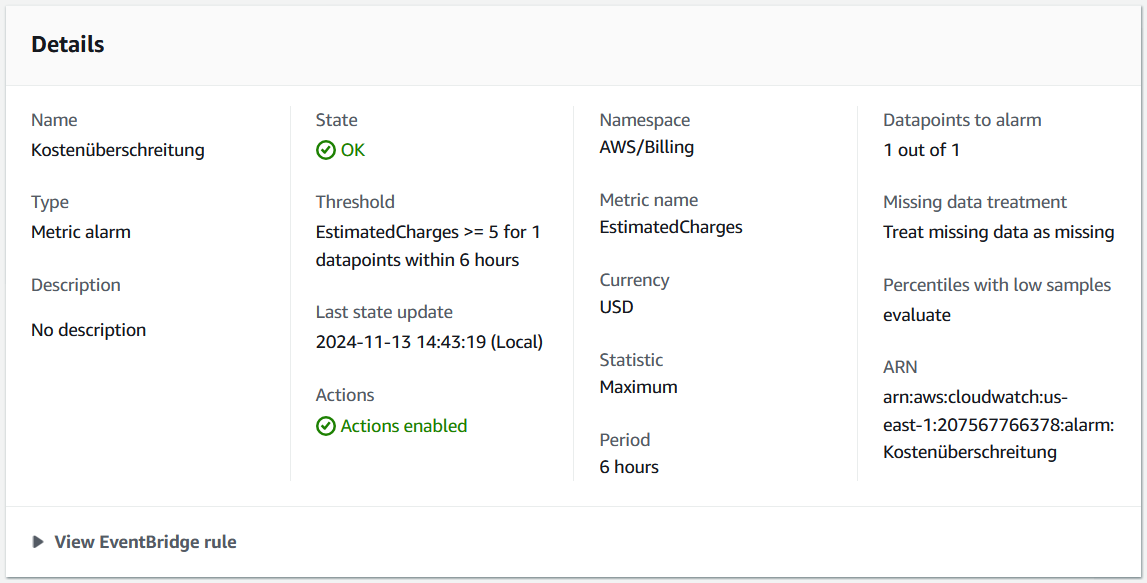 Details
Name
Kostenüberschreitung
Type
Metric alarm
Description
No description
State
OK
Threshold
EstimatedCharges >= 5 for 1
datapoints within 6 hours
Last state update
2024-11-13 14:43:19 (Local)
Actions
Actions enabled
Namespace
AWS/Billing
Metric name
EstimatedCharges
Currency
USD
Statistic
Maximum
Period
6 hours
Datapoints to alarm
1 out of 1
Missing data treatment
Treat missing data as missing
Percentiles with low samples
evaluate
ARN
arn:aws:cloudwatch:us-
east-1:207567766378:alarm:
Kostenüberschreitung
View EventBridge rule